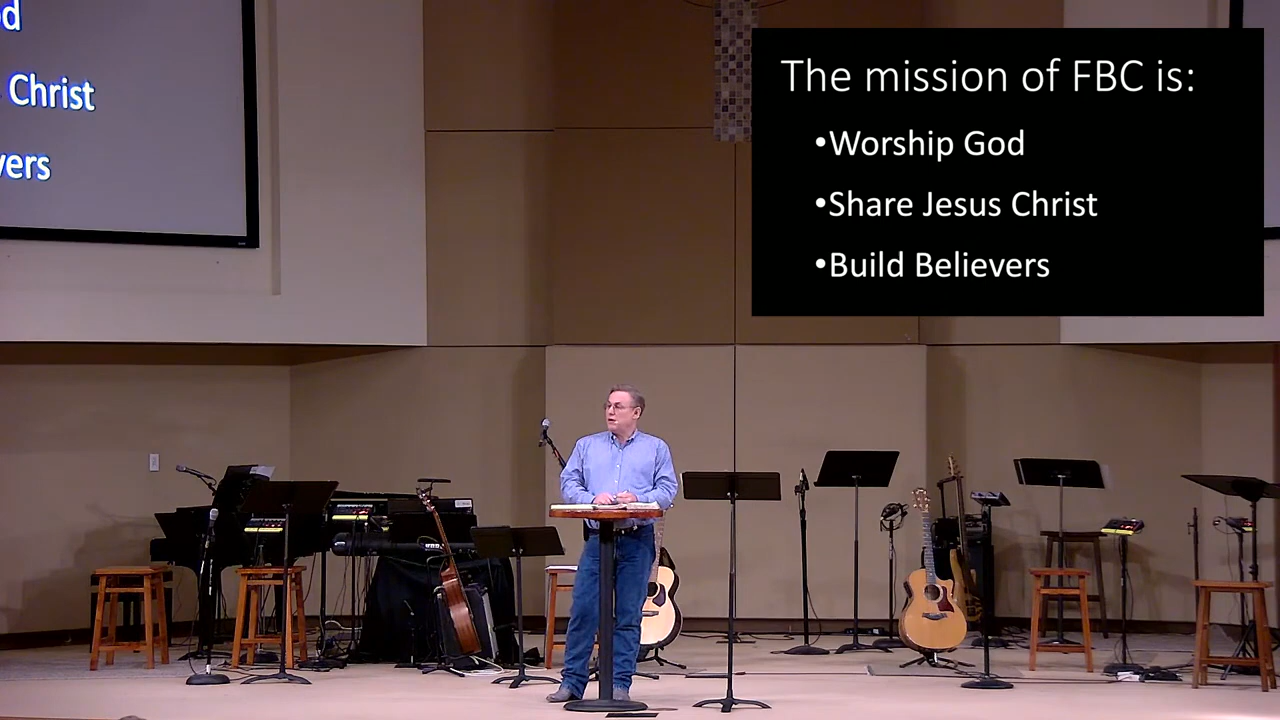 d
Christ
vers
The mission of FBC is:
•Worship God
•Share Jesus Christ
•Build Believers